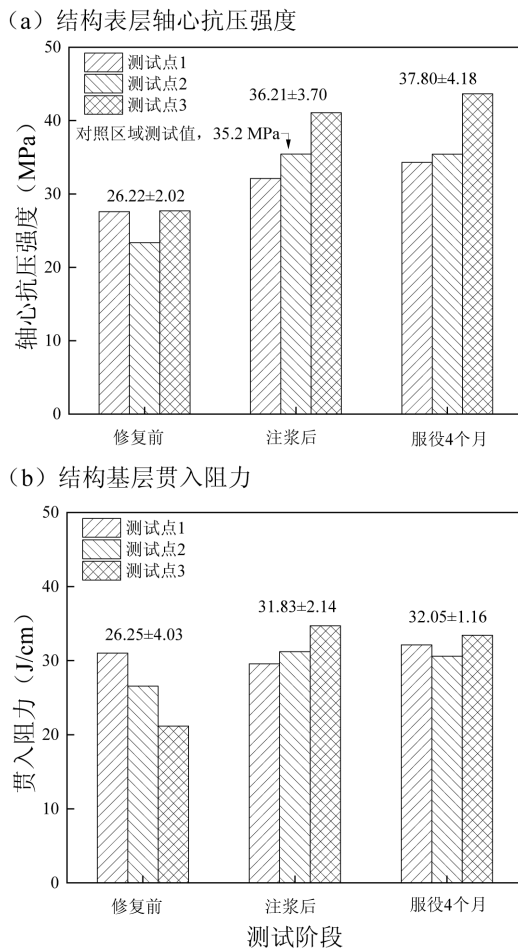 (a)结构表层轴心抗压强度
50
40
30
20
10
0
轴心抗压强度（MPa）
测试点1
测试点2
测试点3
36.21±3.70
37.80±4.18
对照区域测试值，35.2 MPa
26.22±2.02
修复前
注浆后
服役4个月
(b)结构基层贯入阻力
50
40
30
20
10
0
贯入阻力（J/cm）
测试点1
测试点2
测试点3
26.25±4.03
31.83±2.14
32.05±1.16
修复前
注浆后
服役4个月
测试阶段